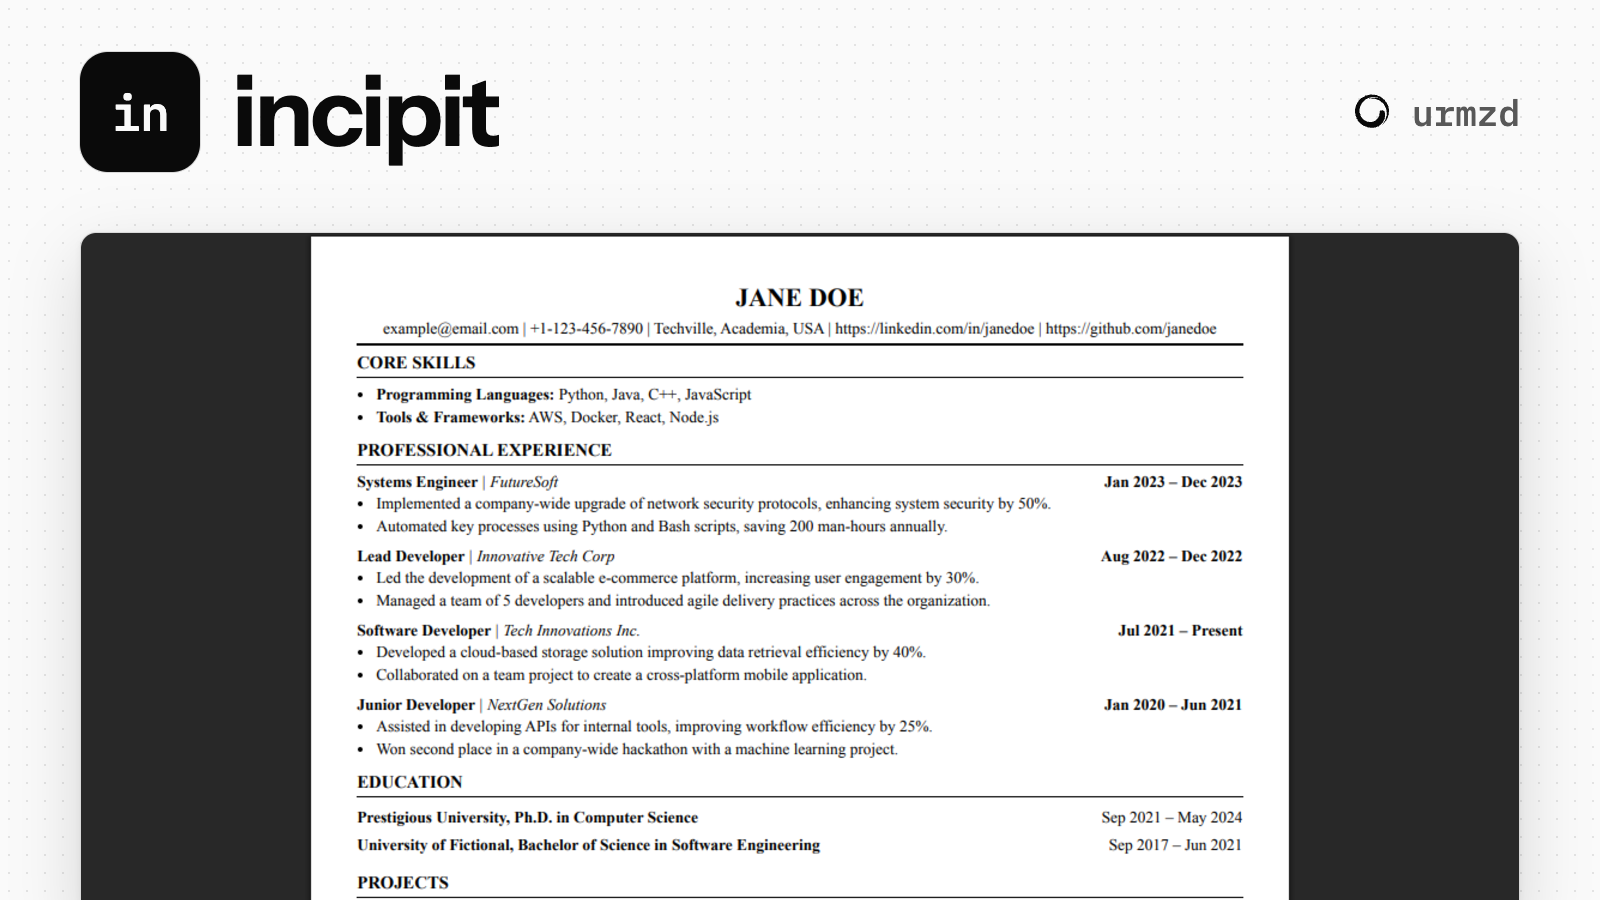 in incipit urmzd
JANE DOE
example@email.com | +1-123-456-7890 | Techville, Academia, USA | https://linkedin.com/in/janedoe | https://github.com/janedoe
CORE SKILLS
• Programming Languages: Python, Java, C++, JavaScript
• Tools & Frameworks: AWS, Docker, React, Node.js
PROFESSIONAL EXPERIENCE
Systems Engineer | FutureSoft Jan 2023 – Dec 2023
• Implemented a company-wide upgrade of network security protocols, enhancing system security by 50%.
• Automated key processes using Python and Bash scripts, saving 200 man-hours annually.
Lead Developer | Innovative Tech Corp Aug 2022 – Dec 2022
• Led the development of a scalable e-commerce platform, increasing user engagement by 30%.
• Managed a team of 5 developers and introduced agile delivery practices across the organization.
Software Developer | Tech Innovations Inc. Jul 2021 – Present
• Developed a cloud-based storage solution improving data retrieval efficiency by 40%.
• Collaborated on a team project to create a cross-platform mobile application.
Junior Developer | NextGen Solutions Jan 2020 – Jun 2021
• Assisted in developing APIs for internal tools, improving workflow efficiency by 25%.
• Won second place in a company-wide hackathon with a machine learning project.
EDUCATION
Prestigious University, Ph.D. in Computer Science Sep 2021 – May 2024
University of Fictional, Bachelor of Science in Software Engineering Sep 2017 – Jun 2021
PROJECTS